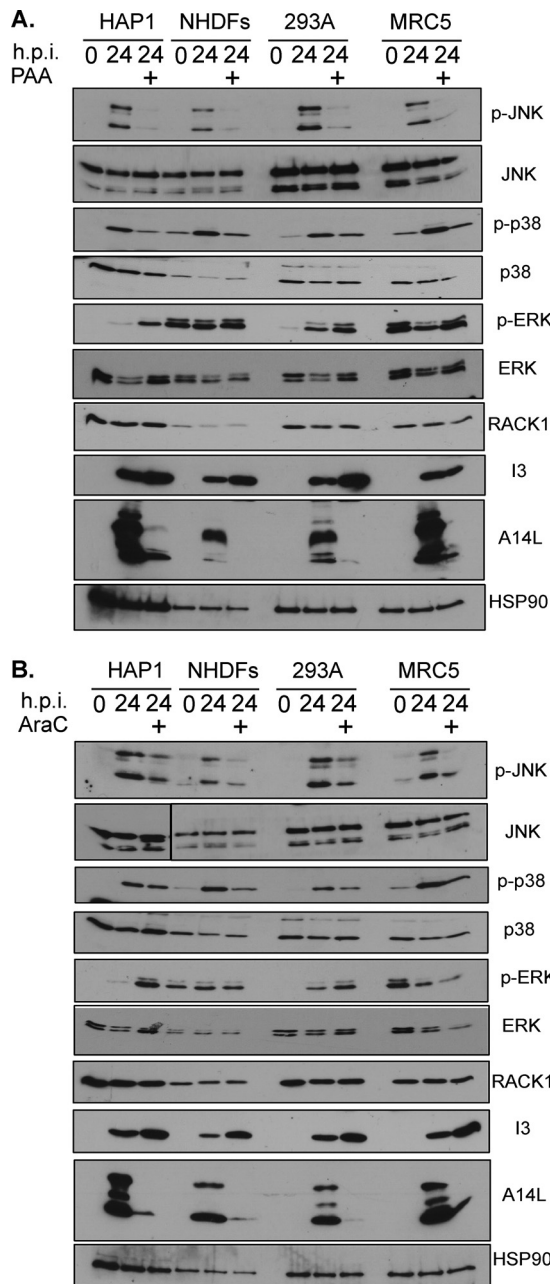 A.
HAP1 NHDFs 293A MRC5
h.p.i. 0 24 24 0 24 24 0 24 24 0 24 24
PAA + + + +
p-JNK
JNK
p-p38
p38
p-ERK
ERK
RACK1
I3
A14L
HSP90
B.
HAP1 NHDFs 293A MRC5
h.p.i. 0 24 24 0 24 24 0 24 24 0 24 24
AraC + + + +
p-JNK
JNK
p-p38
p38
p-ERK
ERK
RACK1
I3
A14L
HSP90